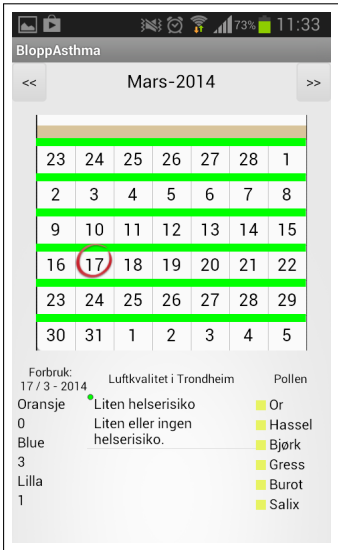 73% 11:33
BloppAsthma
<< Mars-2014 >>
23 24 25 26 27 28 1
2 3 4 5 6 7 8
9 10 11 12 13 14 15
16 17 18 19 20 21 22
23 24 25 26 27 28 29
30 31 1 2 3 4 5
Forbruk:
17 / 3 - 2014
Oransje
0
Blue
3
Lilla
1
Luftkvalitet i Trondheim
Liten helserisiko
Liten eller ingen
helserisiko.
Pollen
Or
Hassel
Bjørk
Gress
Burot
Salix